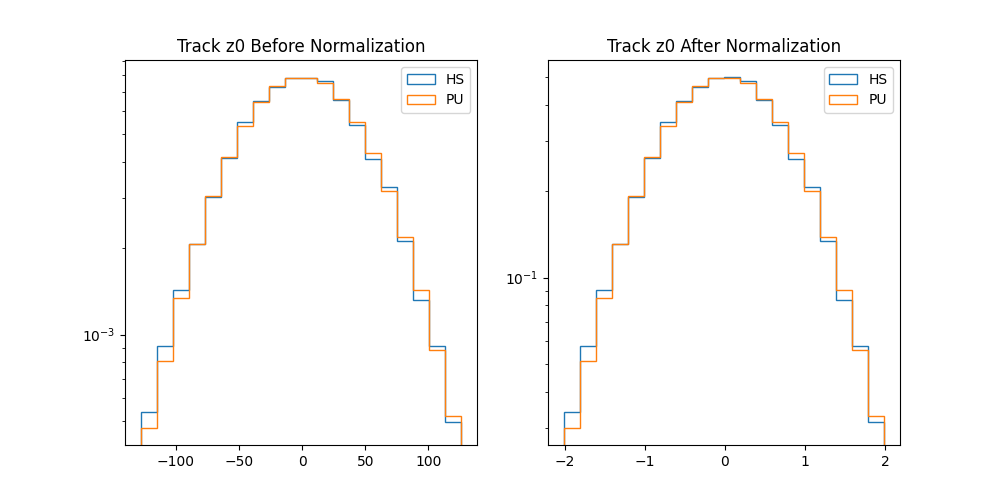 Track z0 Before Normalization
HS
PU
10⁻³
−100
−50
0
50
100
Track z0 After Normalization
HS
PU
10⁻¹
−2
−1
0
1
2